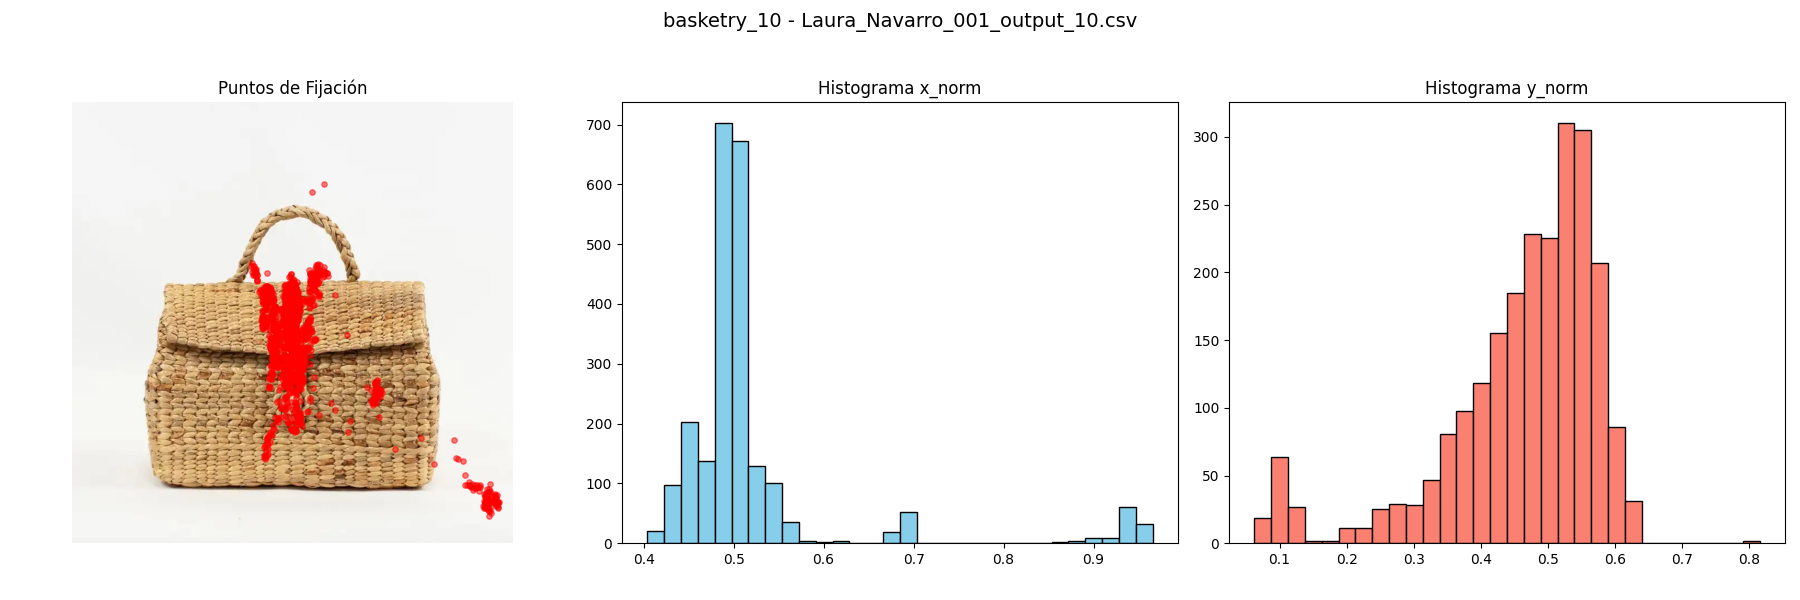 basketry_10 - Laura_Navarro_001_output_10.csv
Puntos de Fijación
Histograma x_norm
700
600
500
400
300
200
100
0
0.4 0.5 0.6 0.7 0.8 0.9
Histograma y_norm
300
250
200
150
100
50
0
0.1 0.2 0.3 0.4 0.5 0.6 0.7 0.8